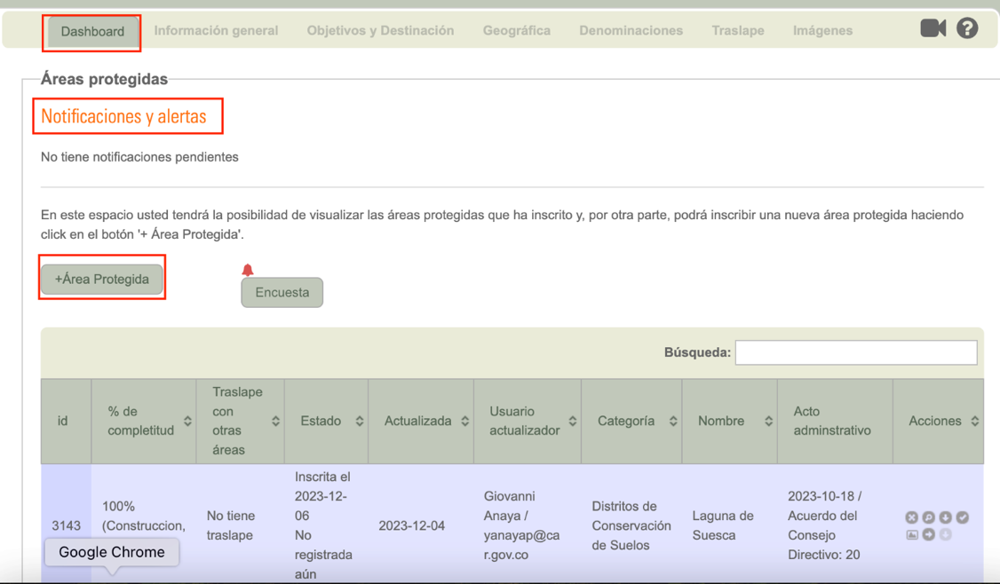 Dashboard Información general Objetivos y Destinación Geográfica Denominaciones Traslape Imágenes ?
Áreas protegidas
Notificaciones y alertas
No tiene notificaciones pendientes
En este espacio usted tendrá la posibilidad de visualizar las áreas protegidas que ha inscrito y, por otra parte, podrá inscribir una nueva área protegida haciendo
click en el botón '+ Área Protegida'.
+Área Protegida
Encuesta
Búsqueda:
id
% de
completitud
Traslape
con
otras
áreas
Estado
Actualizada
Usuario
actualizador
Categoría
Nombre
Acto
adminstrativo
Acciones
3143
100%
(Construccion,
No tiene
traslape
Inscrita el
2023-12-
06
No
registrada
aún
2023-12-04
Giovanni
Anaya /
yanayap@ca
r.gov.co
Distritos de
Conservación
de Suelos
Laguna de
Suesca
2023-10-18 /
Acuerdo del
Consejo
Directivo: 20
Google Chrome